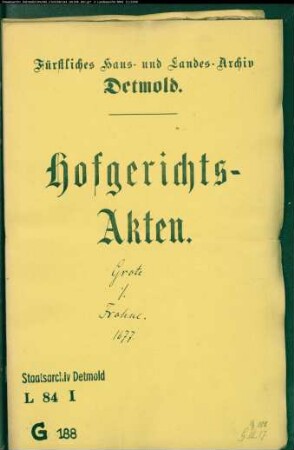 Fürstliches Haus- und Landes-Archiv
Detmold.
Hofgerichts-
Akten.
Grote
./.
Frohne.
1677
Staatsarchiv Detmold
L 84 I
G 188